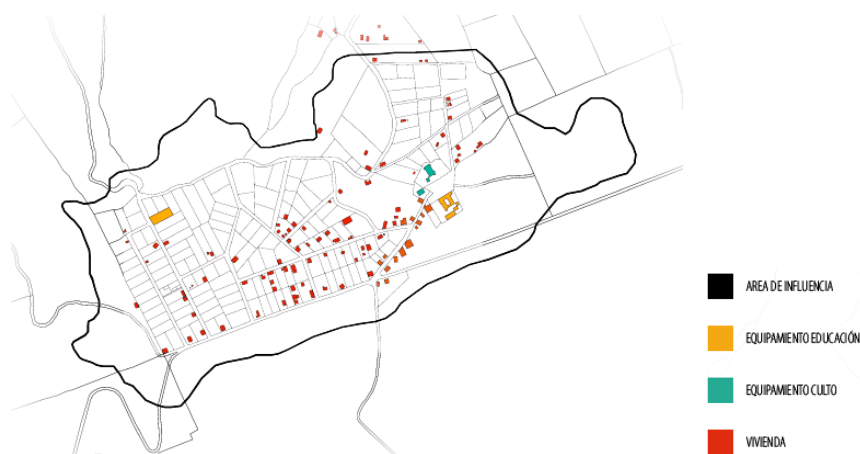 AREA DE INFLUENCIA
EQUIPAMIENTO EDUCACIÓN
EQUIPAMIENTO CULTO
VIVIENDA